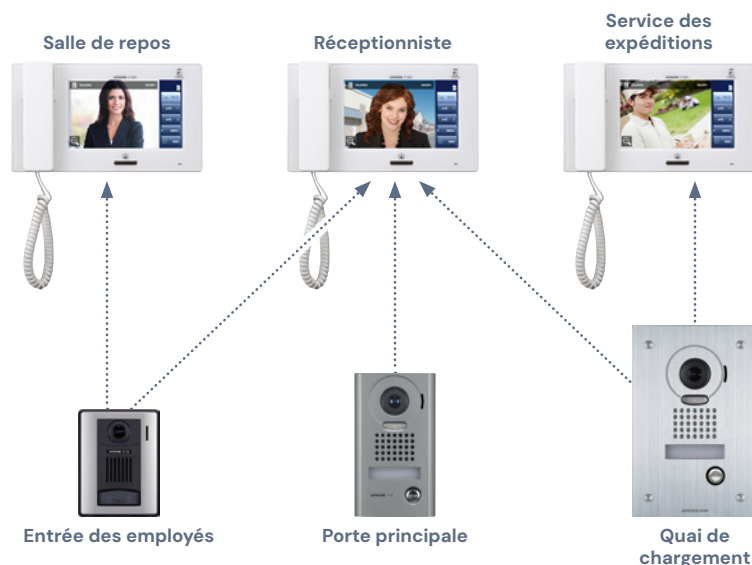 Salle de repos
Réceptionniste
Service des
expéditions
Entrée des employés
Porte principale
Quai de
chargement